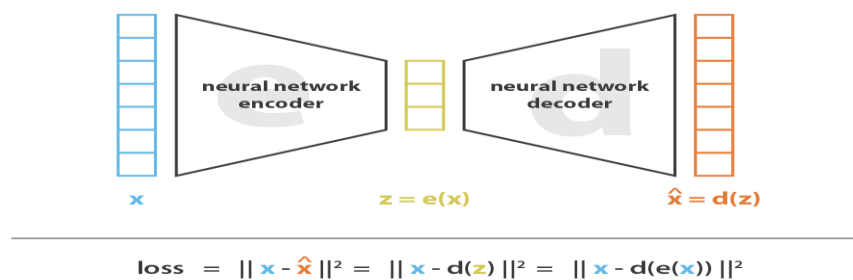 e
neural network
encoder
d
neural network
decoder
x
z = e(x)
x̂ = d(z)
loss = || x - x̂ ||² = || x - d(z) ||² = || x - d(e(x)) ||²